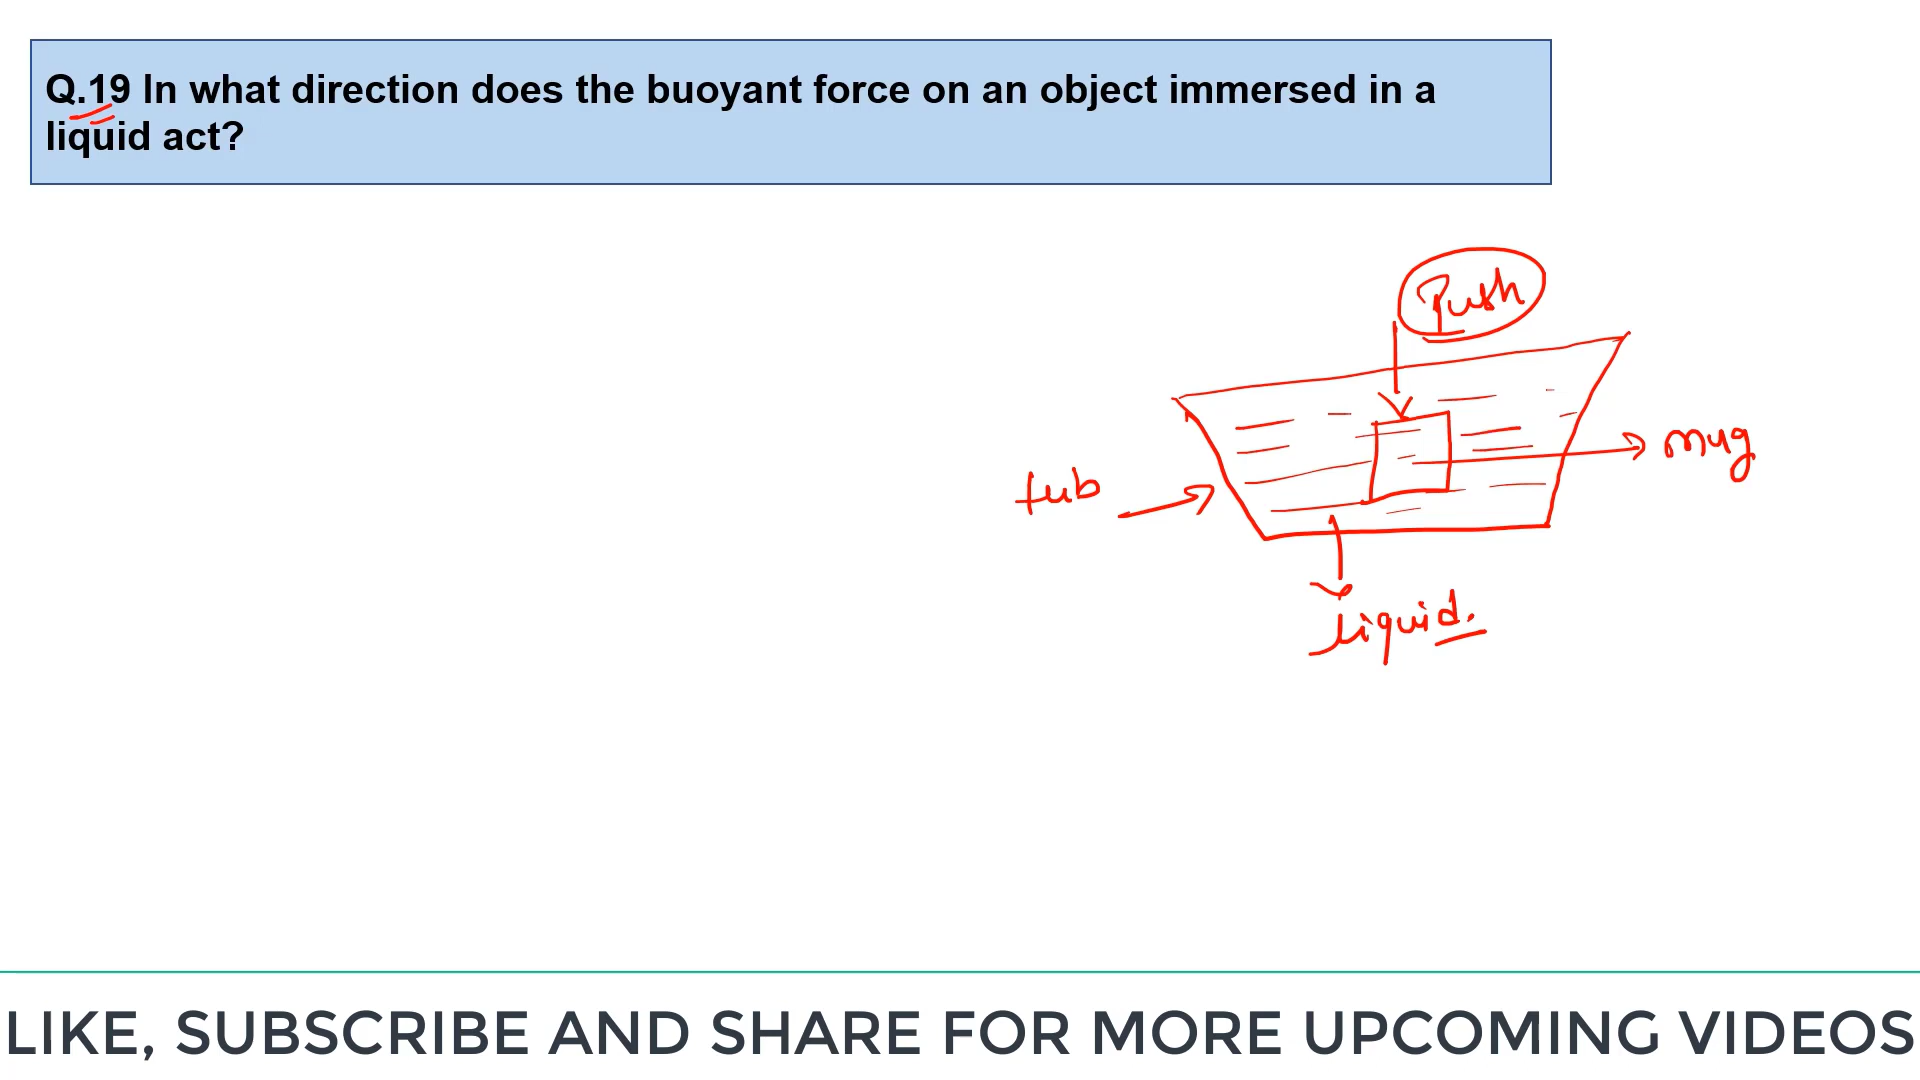 Q.19 In what direction does the buoyant force on an object immersed in a
liquid act?
Push
mug
tub
liquid.
LIKE, SUBSCRIBE AND SHARE FOR MORE UPCOMING VIDEOS